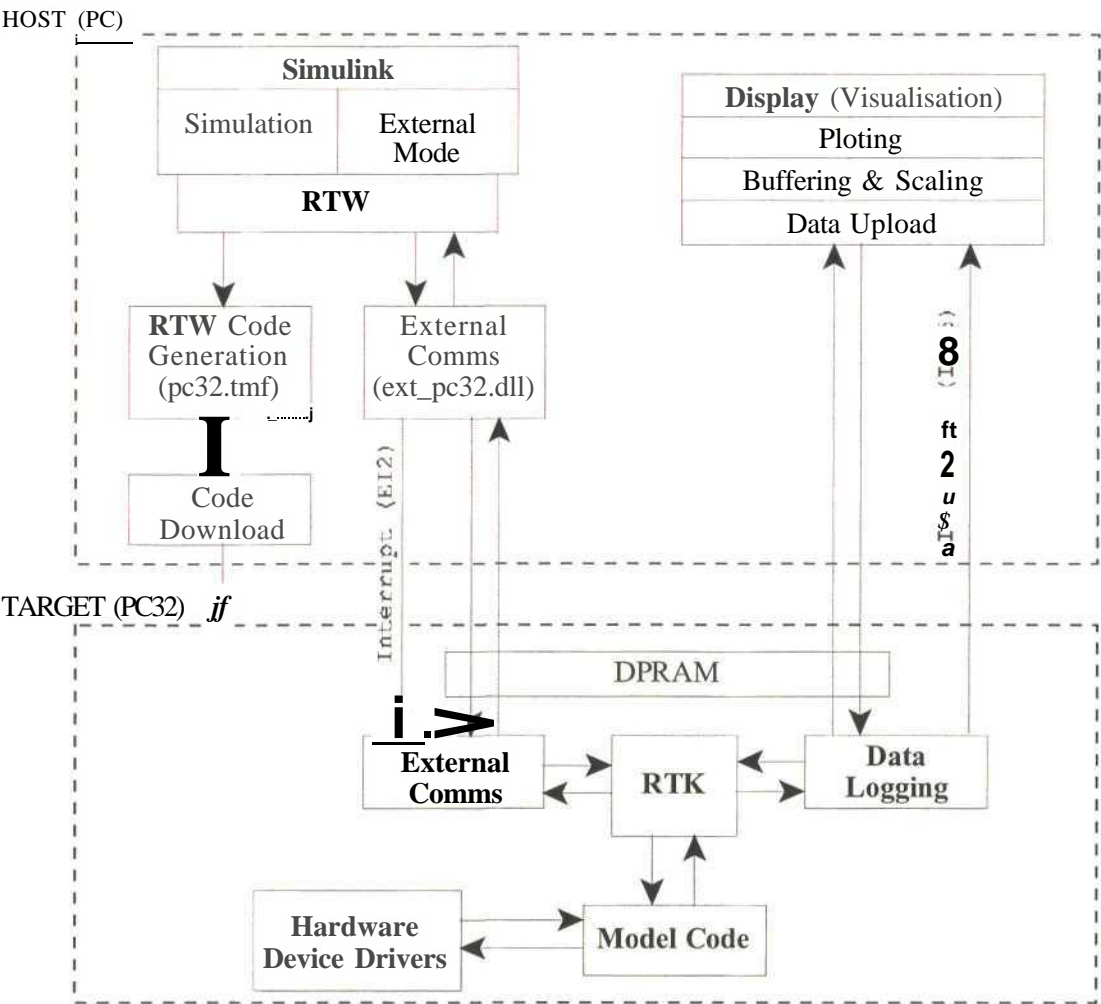 HOST (PC)
Simulink
Simulation
External
Mode
RTW
Display (Visualisation)
Ploting
Buffering & Scaling
Data Upload
RTW Code
Generation
(pc32.tmf)
External
Comms
(ext_pc32.dll)
Code
Download
Interrupt (EI2)
TARGET (PC32)
DPRAM
External
Comms
RTK
Data
Logging
Hardware
Device Drivers
Model Code